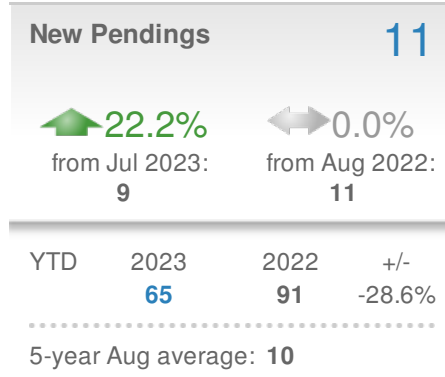 New Pendings 11
22.2% 0.0%
from Jul 2023: from Aug 2022:
9 11
YTD 2023 2022 +/-
65 91 -28.6%
5-year Aug average: 10